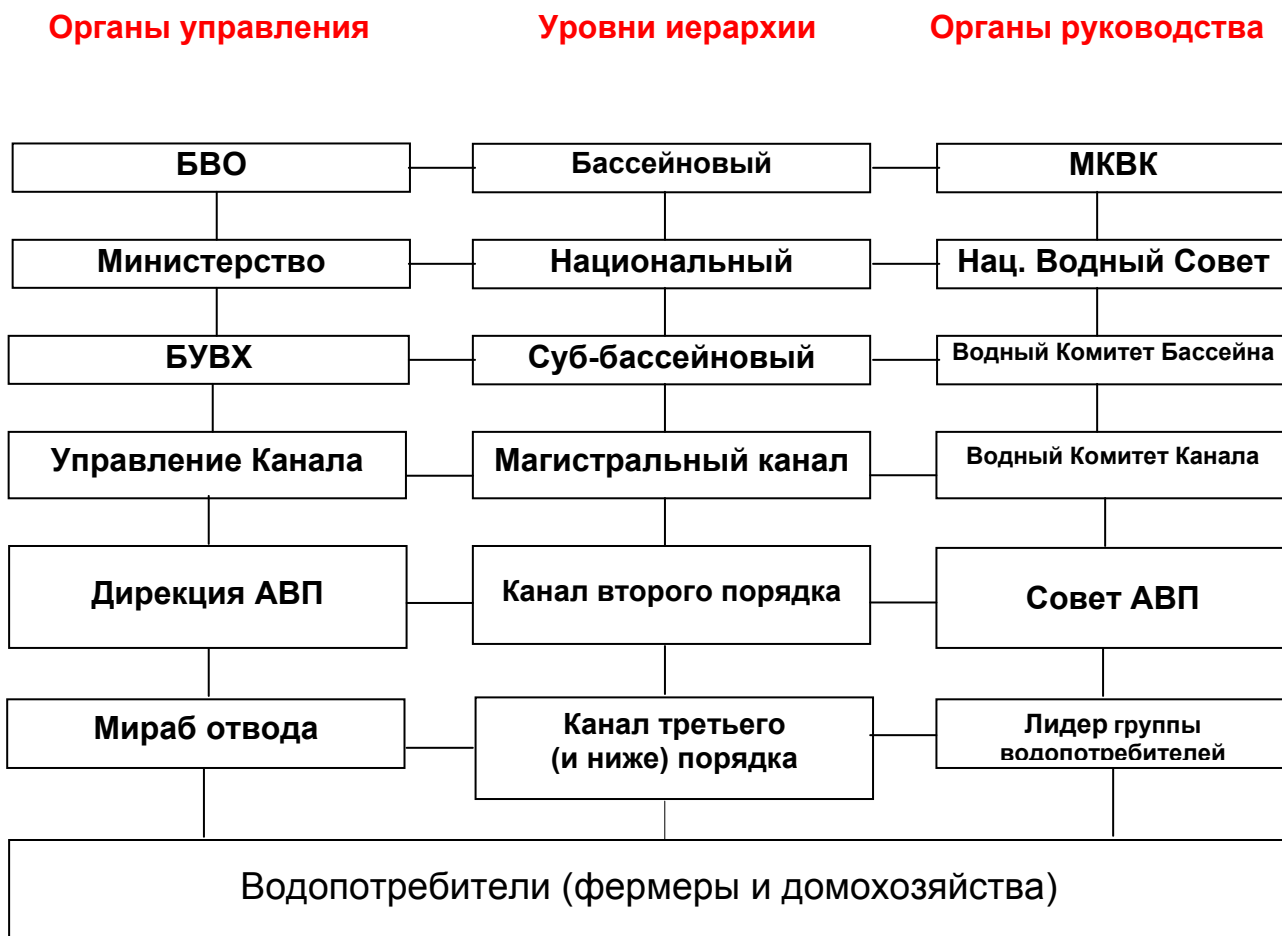 Органы управления Уровни иерархии Органы руководства
БВО Бассейновый МКВК
Министерство Национальный Нац. Водный Совет
БУВХ Суб-бассейновый Водный Комитет Бассейна
Управление Канала Магистральный канал Водный Комитет Канала
Дирекция АВП Канал второго порядка Совет АВП
Мираб отвода
Канал третьего
(и ниже) порядка
Лидер группы
водопотребителей
Водопотребители (фермеры и домохозяйства)